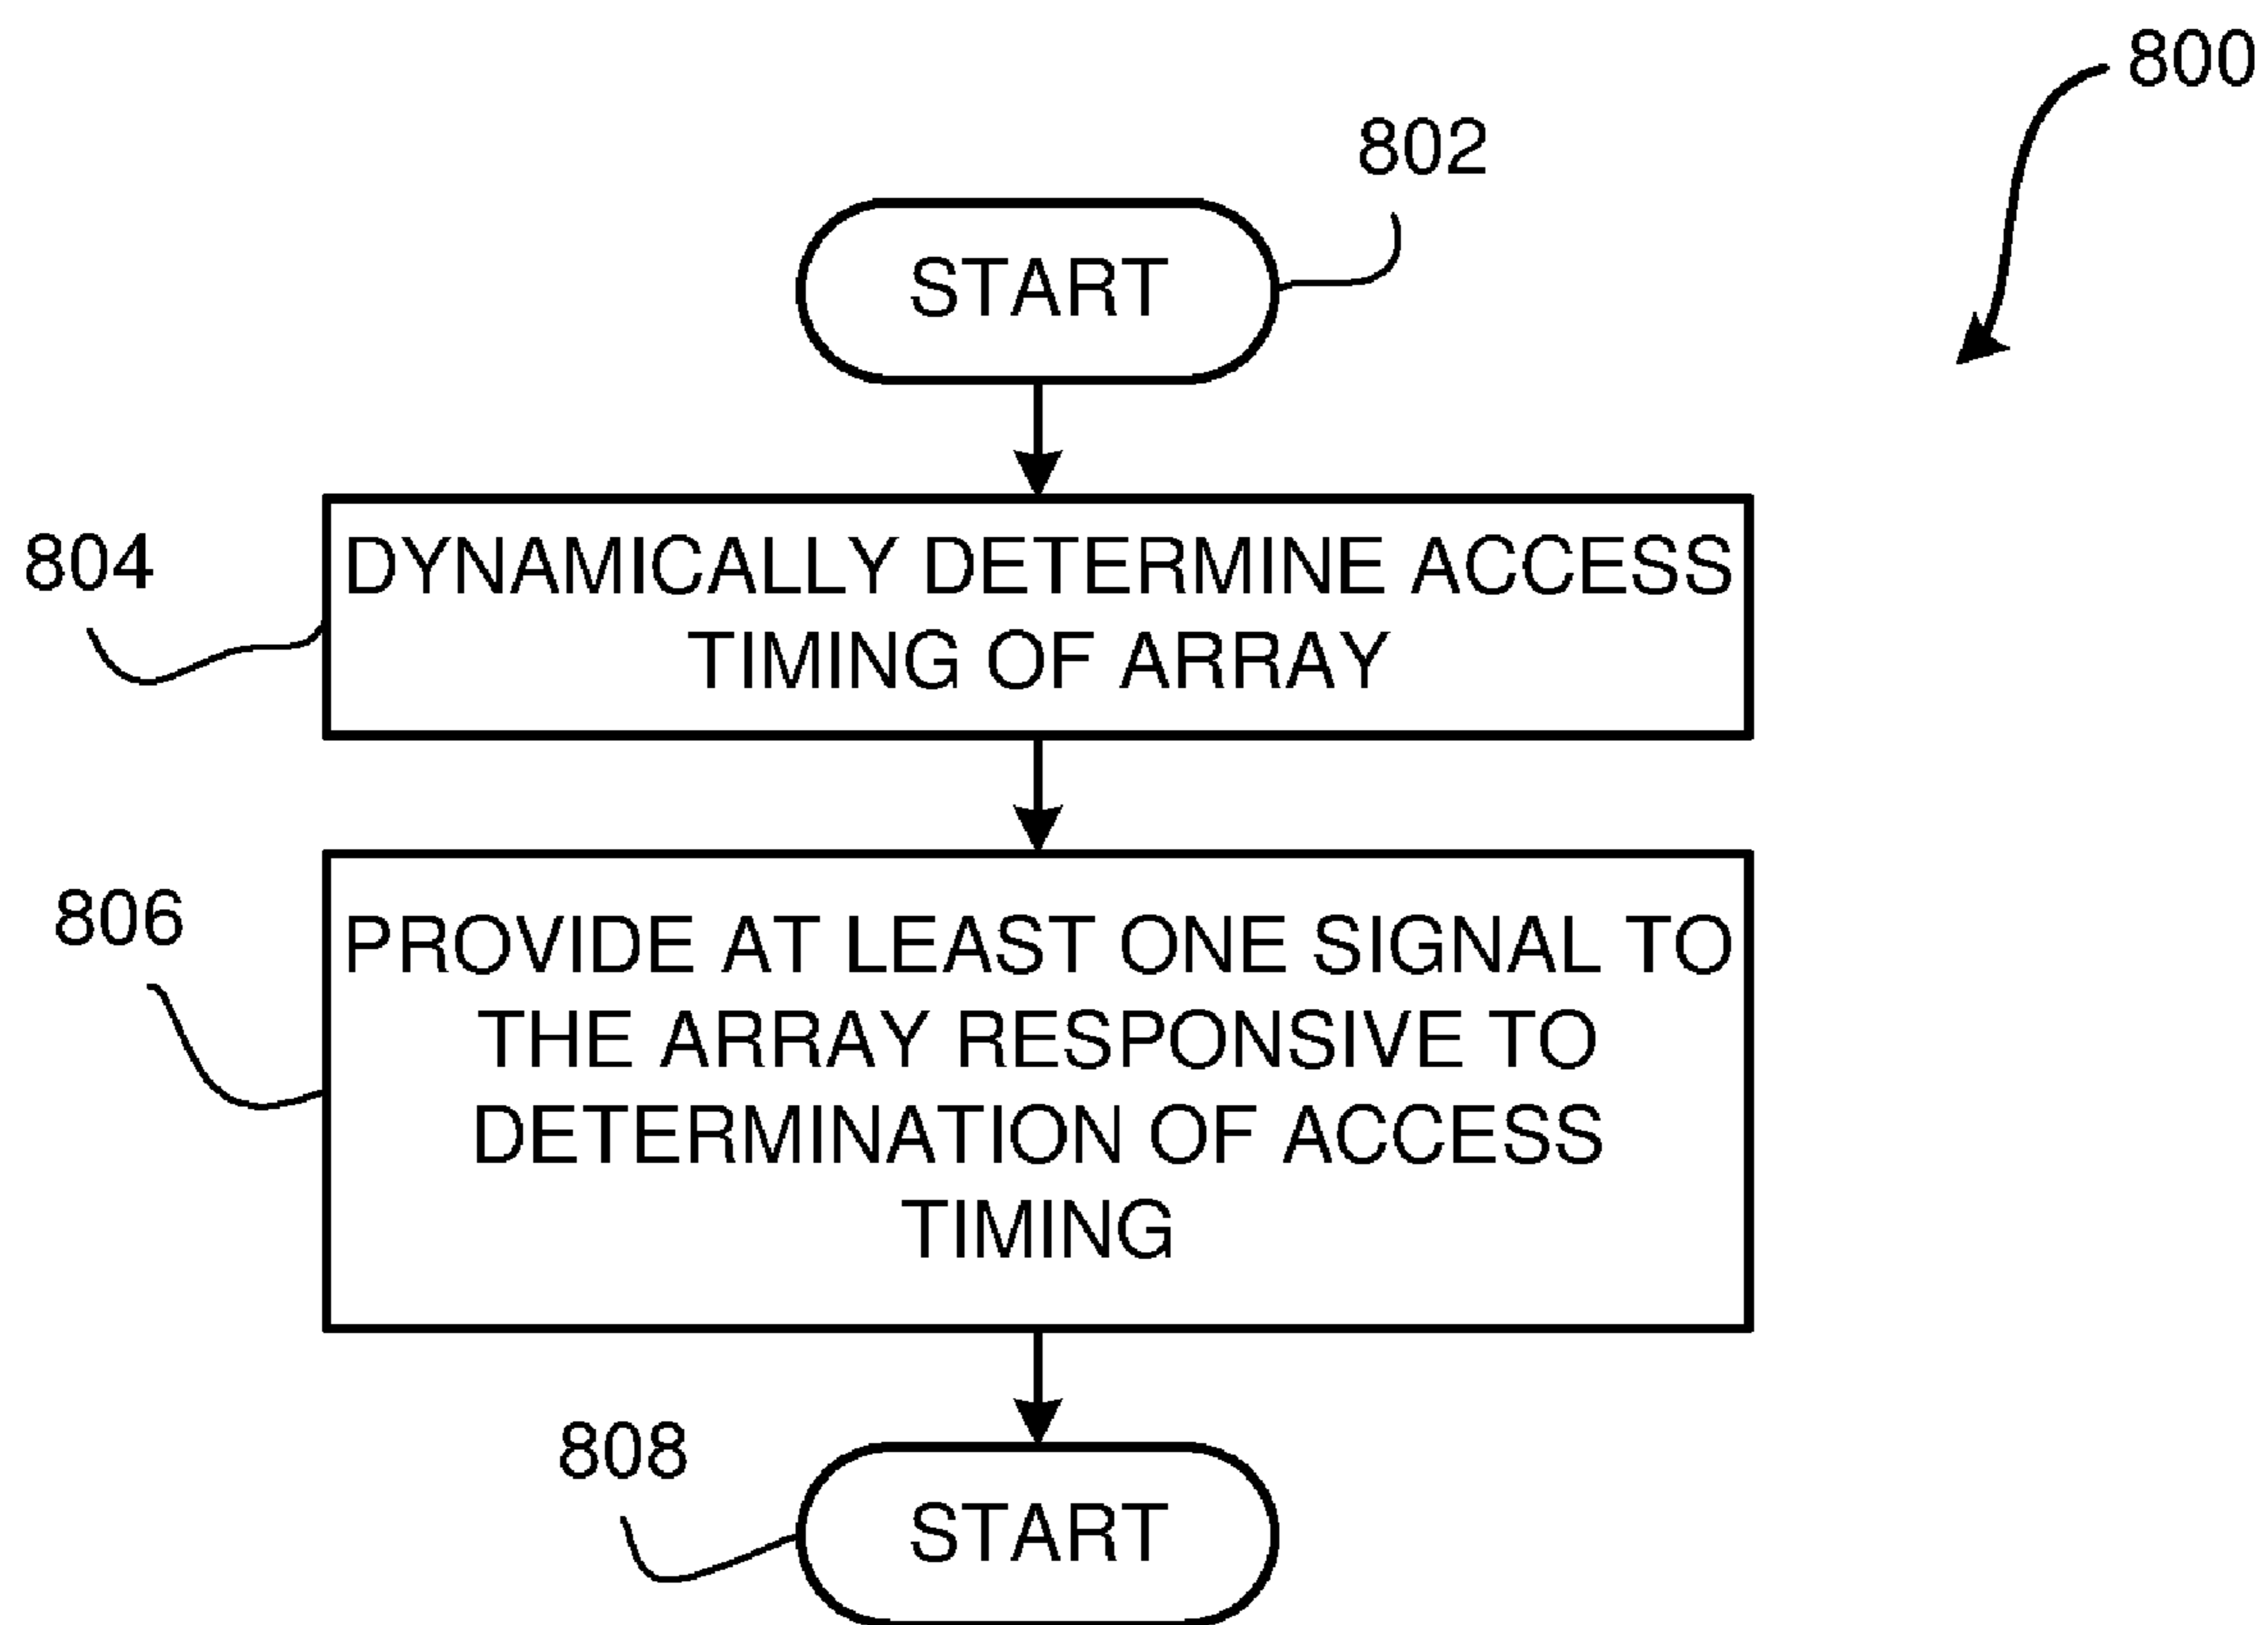 800
802
START
804
DYNAMICALLY DETERMINE ACCESS
TIMING OF ARRAY
806
PROVIDE AT LEAST ONE SIGNAL TO
THE ARRAY RESPONSIVE TO
DETERMINATION OF ACCESS
TIMING
808
START